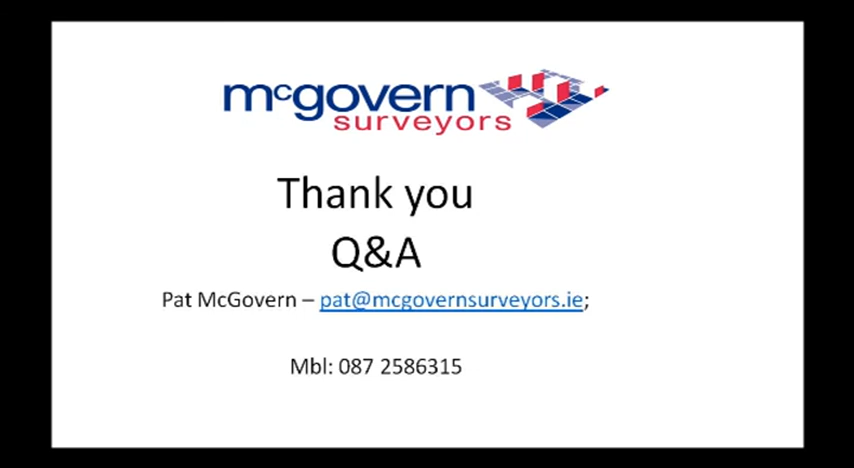 mcgovern
surveyors
Thank you
Q&A
Pat McGovern – pat@mcgovernsurveyors.ie;
Mbl: 087 2586315